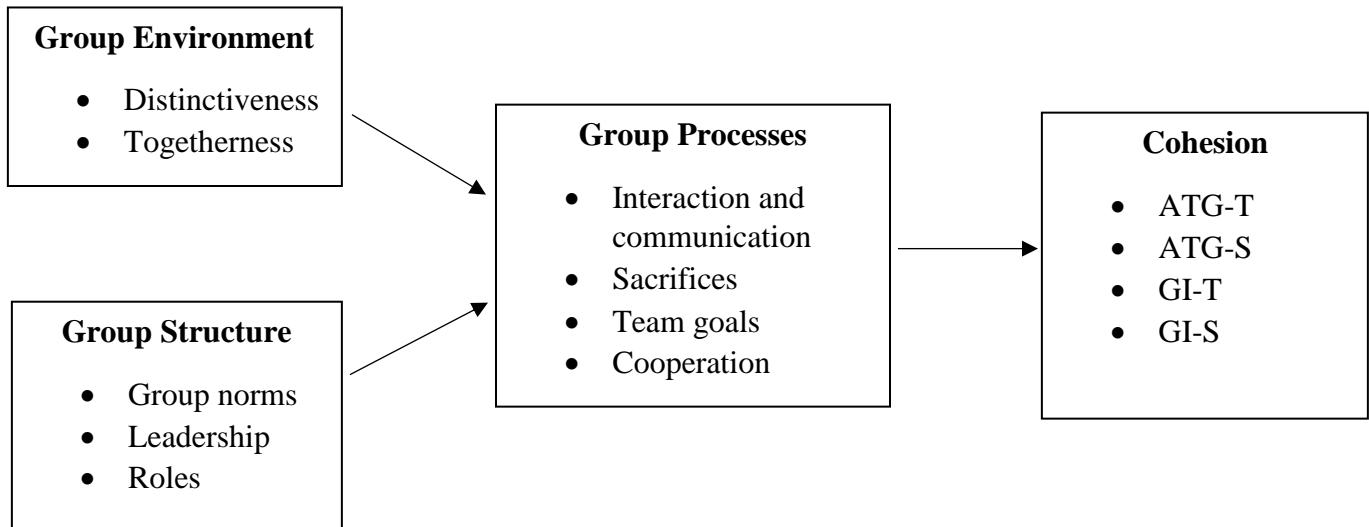 Group Environment
• Distinctiveness
• Togetherness
Group Structure
• Group norms
• Leadership
• Roles
Group Processes
• Interaction and
communication
• Sacrifices
• Team goals
• Cooperation
Cohesion
• ATG-T
• ATG-S
• GI-T
• GI-S